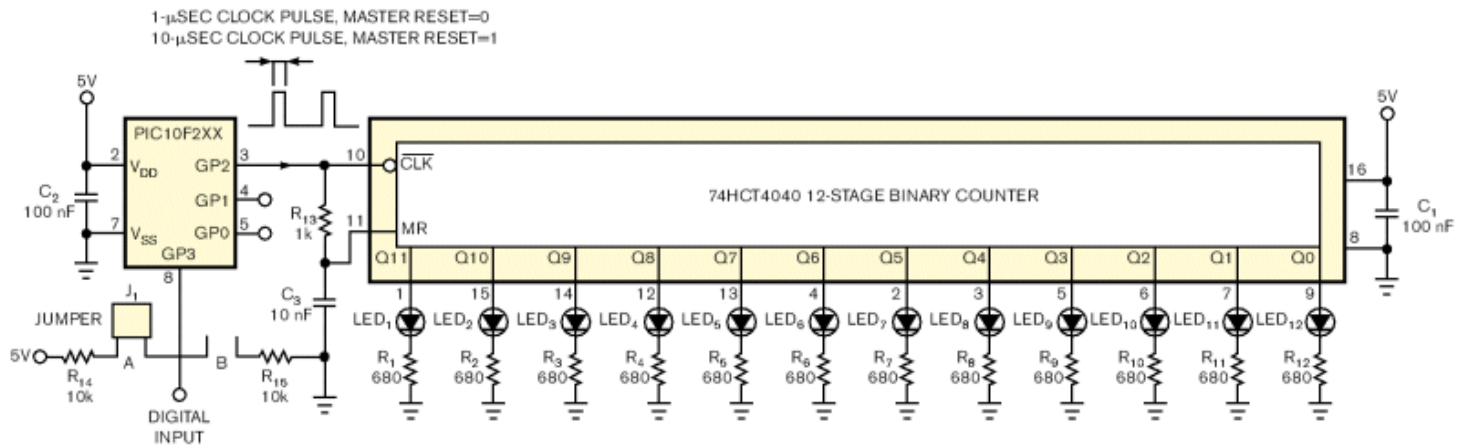 1-μSEC CLOCK PULSE, MASTER RESET=0
10-μSEC CLOCK PULSE, MASTER RESET=1
5V
5V
PIC10F2XX
2
VDD
GP2
3
10
CLK
16
C2
100 nF
GP1
4
74HCT4040 12-STAGE BINARY COUNTER
C1
100 nF
R13
1k
11
MR
7
VSS
GP0
5
8
GP3
8
Q11
Q10
Q9
Q8
Q7
Q6
Q5
Q4
Q3
Q2
Q1
Q0
1
15
14
12
13
4
2
3
5
6
7
9
J1
JUMPER
C3
10 nF
LED1
LED2
LED3
LED4
LED5
LED6
LED7
LED8
LED9
LED10
LED11
LED12
5V
R14
10k
A
B
R15
10k
R1
680
R2
680
R3
680
R4
680
R5
680
R6
680
R7
680
R8
680
R9
680
R10
680
R11
680
R12
680
DIGITAL
INPUT